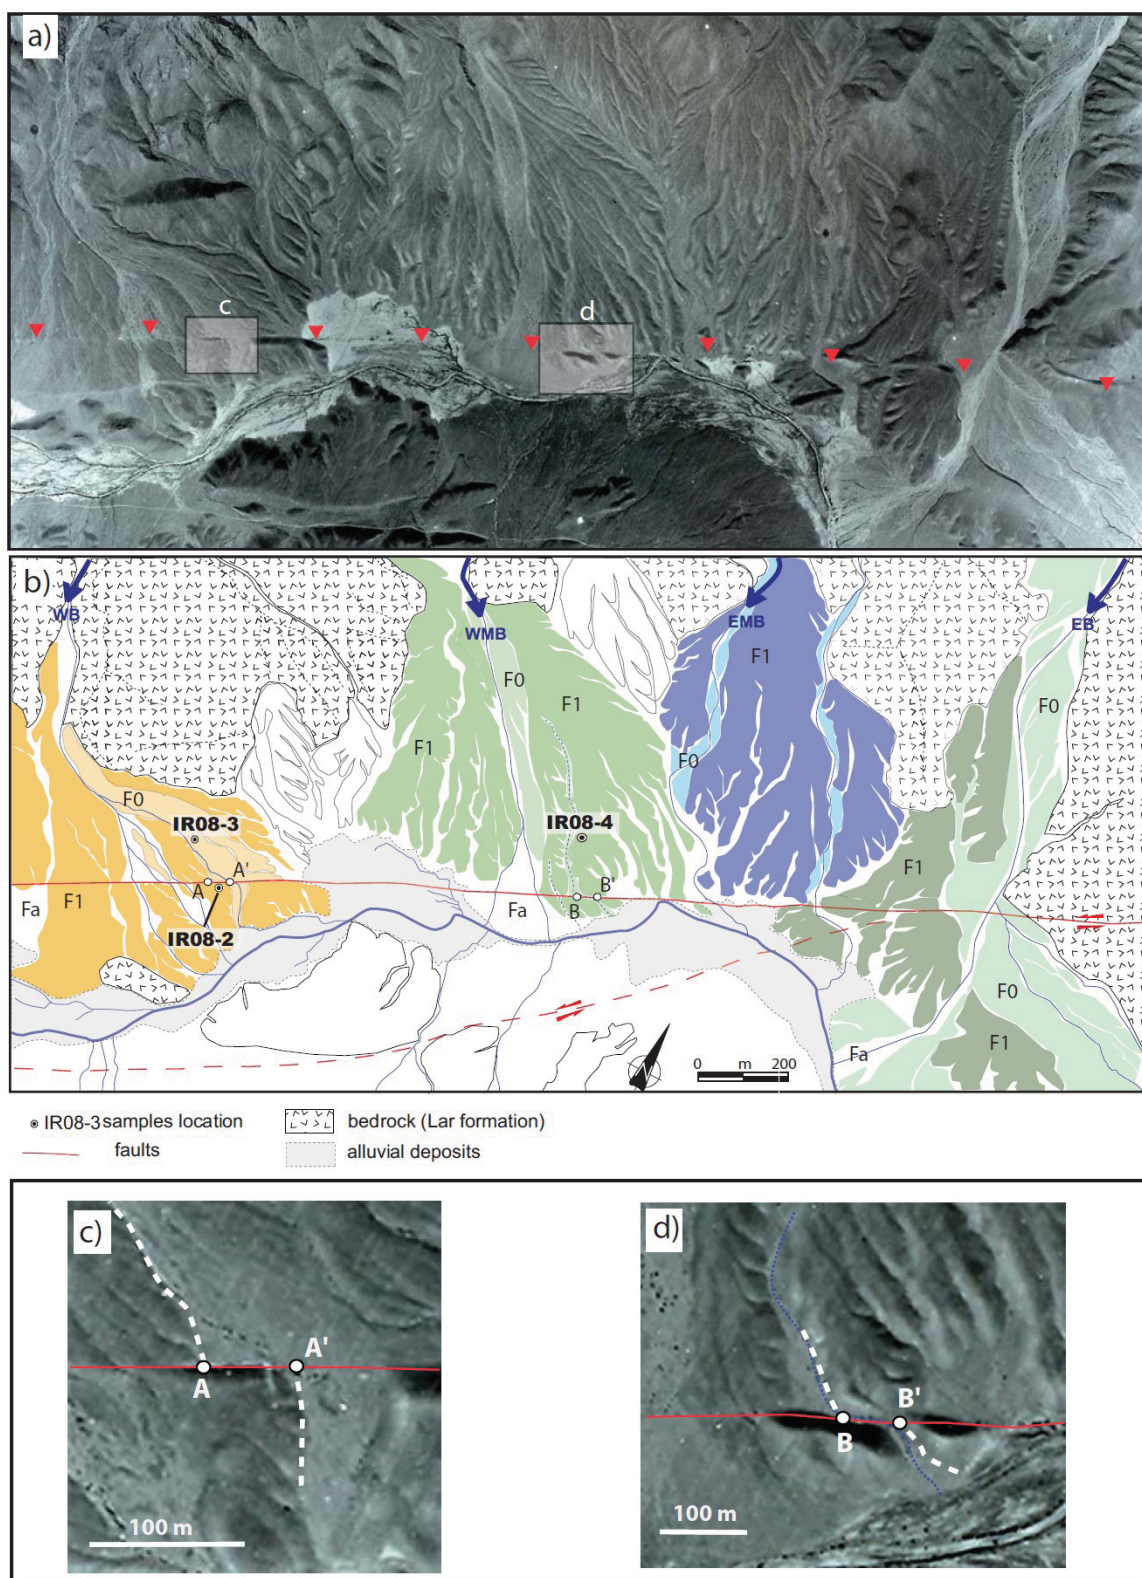 a)
c
d
b)
WB
WMB
EMB
EB
F1
F0
F0
F1
F1
F0
F0
F0
IR08-3
IR08-4
F1
A'
A
B'
B
Fa
F1
Fa
IR08-2
F0
F1
Fa
N
0 m 200
IR08-3 samples location
bedrock (Lar formation)
faults
alluvial deposits
c)
A'
A
100 m
d)
B'
B
100 m